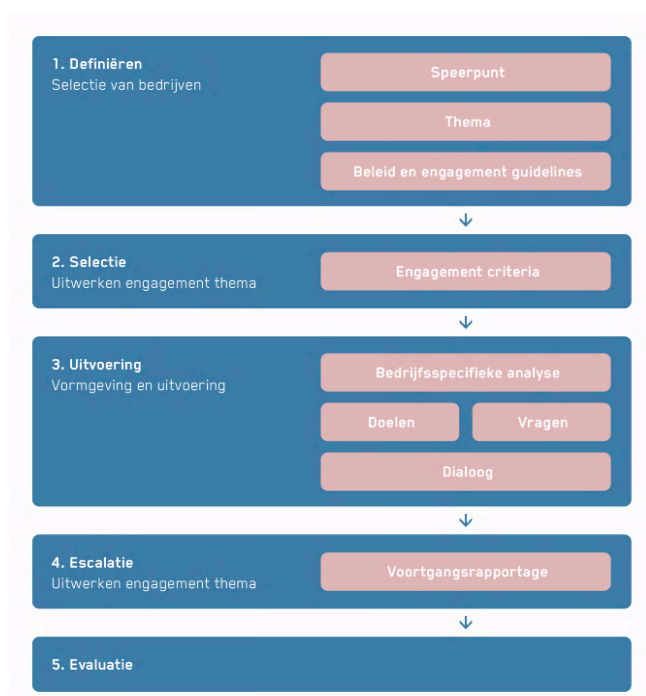 1. Definiëren
Selectie van bedrijven
Speerpunt
Thema
Beleid en engagement guidelines
2. Selectie
Uitwerken engagement thema
Engagement criteria
3. Uitvoering
Vormgeving en uitvoering
Bedrijfsspecifieke analyse
Doelen
Vragen
Dialoog
4. Escalatie
Uitwerken engagement thema
Voortgangsrapportage
5. Evaluatie